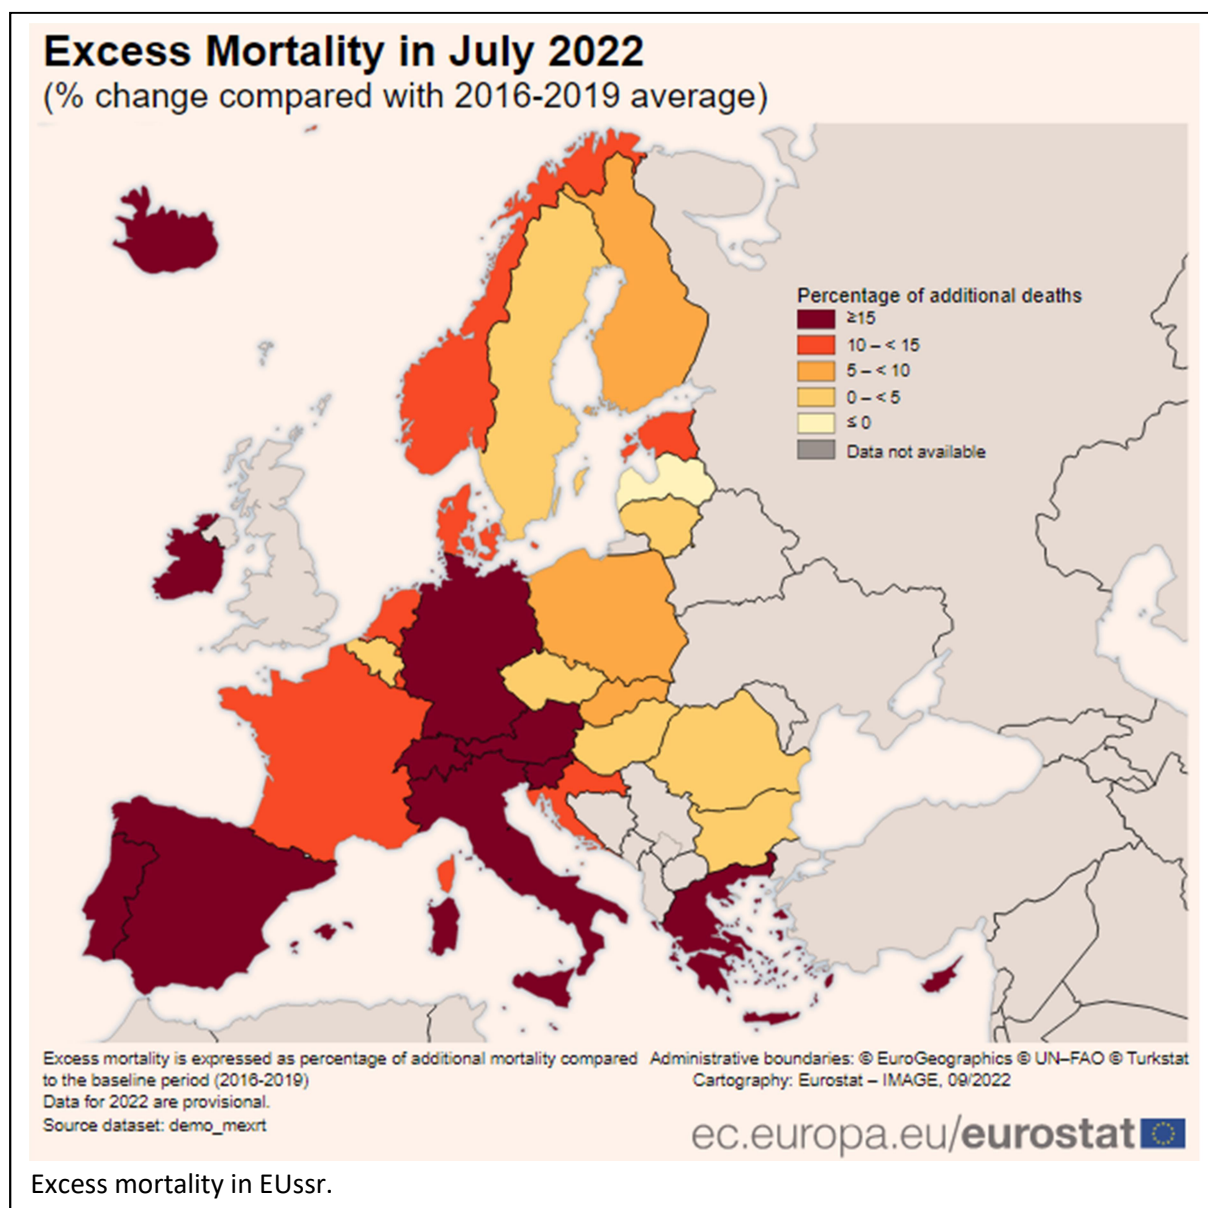 Excess Mortality in July 2022
(% change compared with 2016-2019 average)
Percentage of additional deaths
≥15
10 – < 15
5 – < 10
0 – < 5
≤ 0
Data not available
Excess mortality is expressed as percentage of additional mortality compared
to the baseline period (2016-2019)
Data for 2022 are provisional.
Source dataset: demo_mexrt
Administrative boundaries: © EuroGeographics © UN–FAO © Turkstat
Cartography: Eurostat – IMAGE, 09/2022
ec.europa.eu/eurostat
Excess mortality in EUssr.